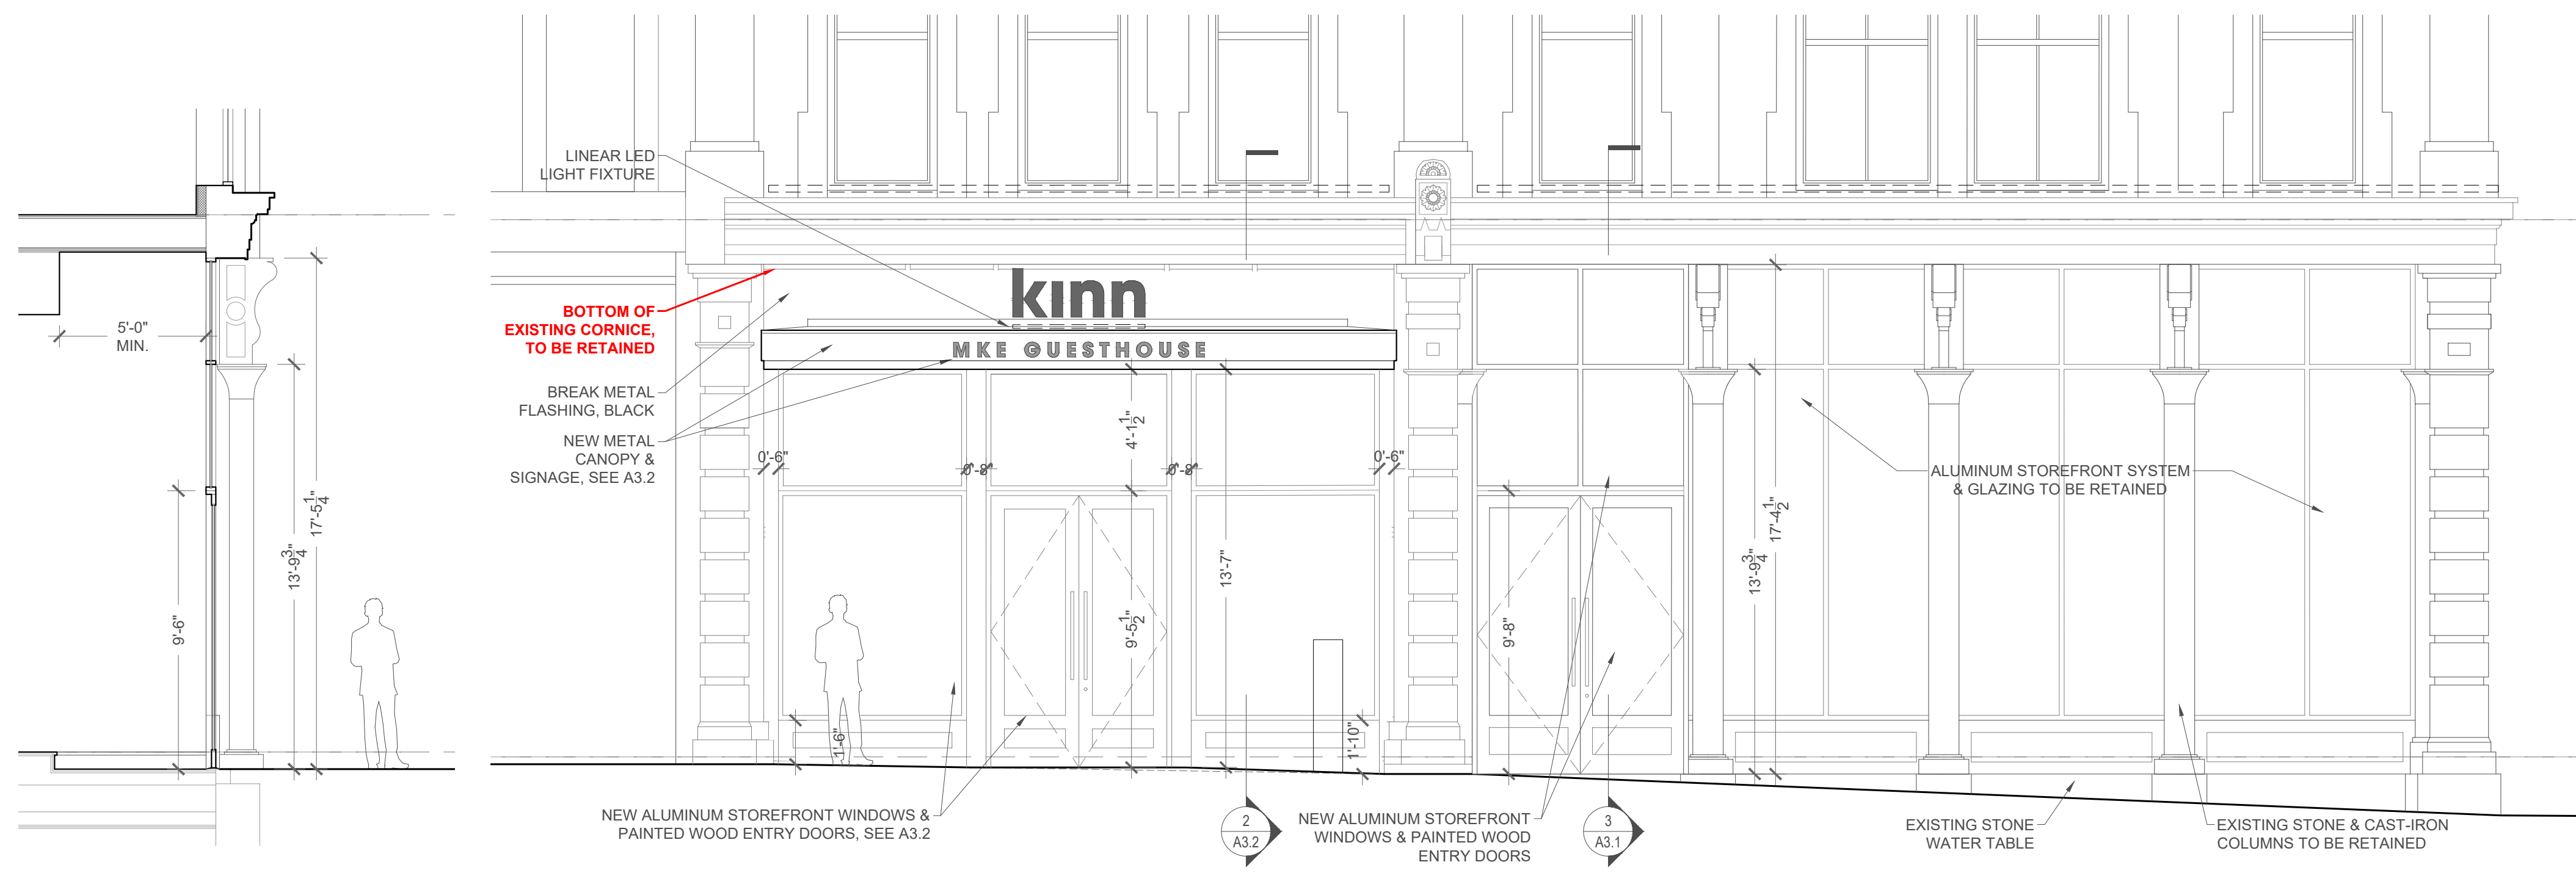 5'-0"
MIN.
9'-6"
13'-9 3/4"
17'-5 1/4"
LINEAR LED
LIGHT FIXTURE
BOTTOM OF
EXISTING CORNICE,
TO BE RETAINED
BREAK METAL
FLASHING, BLACK
NEW METAL
CANOPY &
SIGNAGE, SEE A3.2
kinn
MKE GUESTHOUSE
0'-6"
0'-8"
0'-8"
0'-6"
4'-1 1/2"
9'-5 1/2"
13'-7"
1'-6"
1'-10"
9'-8"
13'-9 3/4"
17'-4 1/2"
ALUMINUM STOREFRONT SYSTEM
& GLAZING TO BE RETAINED
NEW ALUMINUM STOREFRONT WINDOWS &
PAINTED WOOD ENTRY DOORS, SEE A3.2
2
A3.2
NEW ALUMINUM STOREFRONT
WINDOWS & PAINTED WOOD
ENTRY DOORS
3
A3.1
EXISTING STONE
WATER TABLE
EXISTING STONE & CAST-IRON
COLUMNS TO BE RETAINED